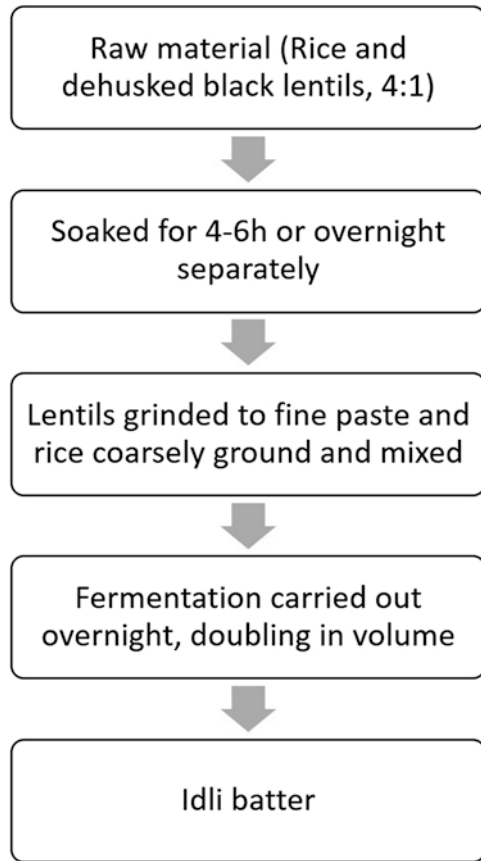 Raw material (Rice and
dehusked black lentils, 4:1)
Soaked for 4-6h or overnight
separately
Lentils grinded to fine paste and
rice coarsely ground and mixed
Fermentation carried out
overnight, doubling in volume
Idli batter